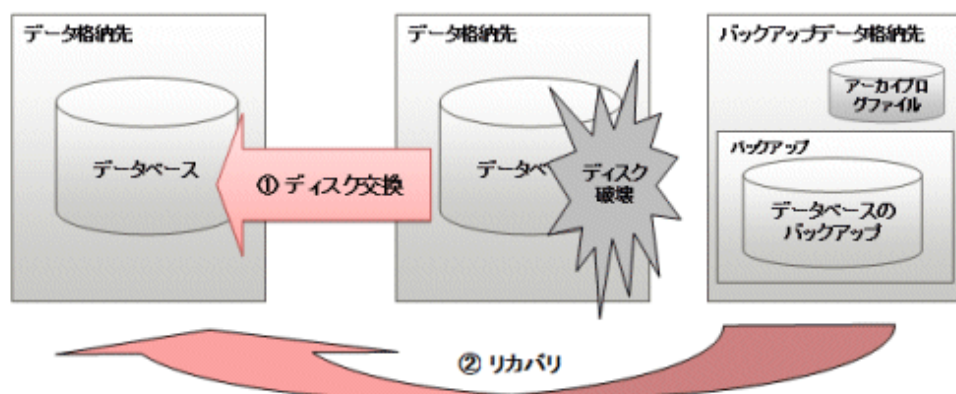 データ格納先
データベース
① ディスク交換
データ格納先
データベ
ディスク
破壊
バックアップデータ格納先
アーカイブロ
グファイル
バックアップ
データベースの
バックアップ
② リカバリ